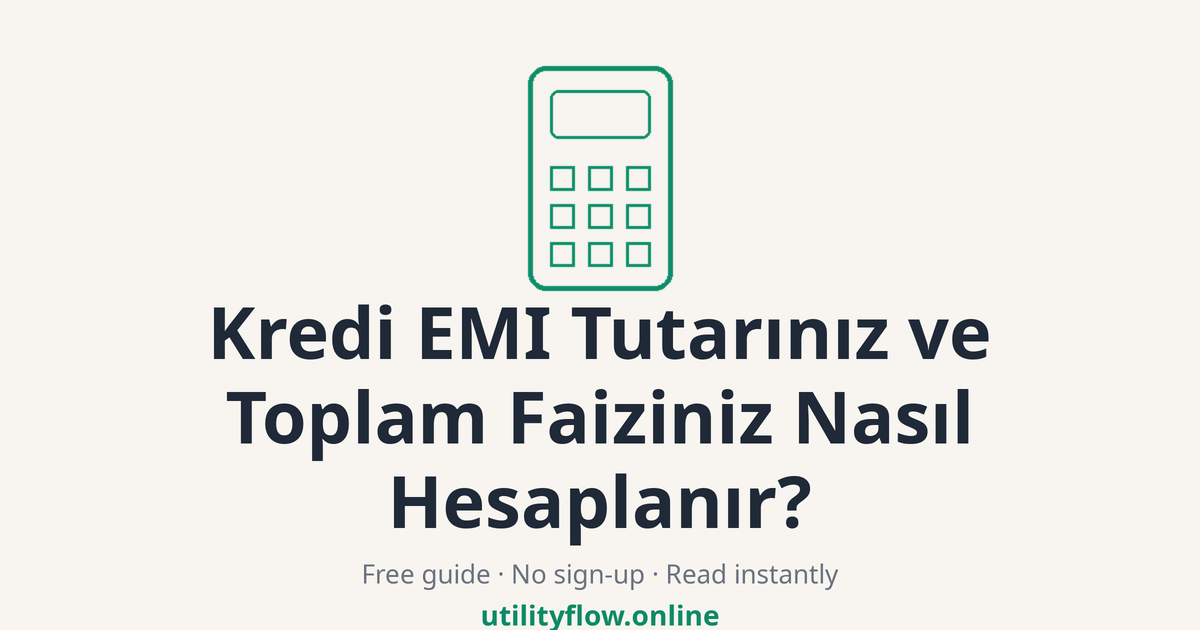 Kredi EMI Tutarınız ve
Toplam Faiziniz Nasıl
Hesaplanır?
Free guide · No sign-up · Read instantly
utilityflow.online